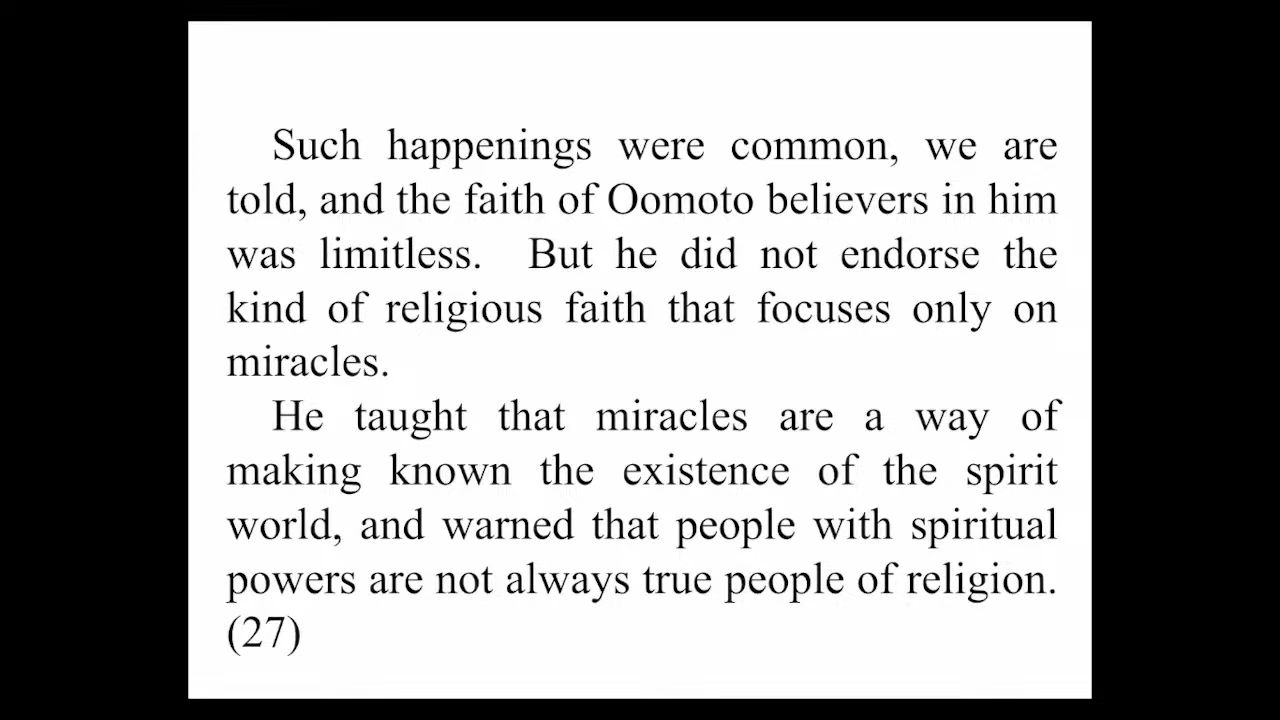 Such happenings were common, we are
told, and the faith of Oomoto believers in him
was limitless. But he did not endorse the
kind of religious faith that focuses only on
miracles.
He taught that miracles are a way of
making known the existence of the spirit
world, and warned that people with spiritual
powers are not always true people of religion.
(27)